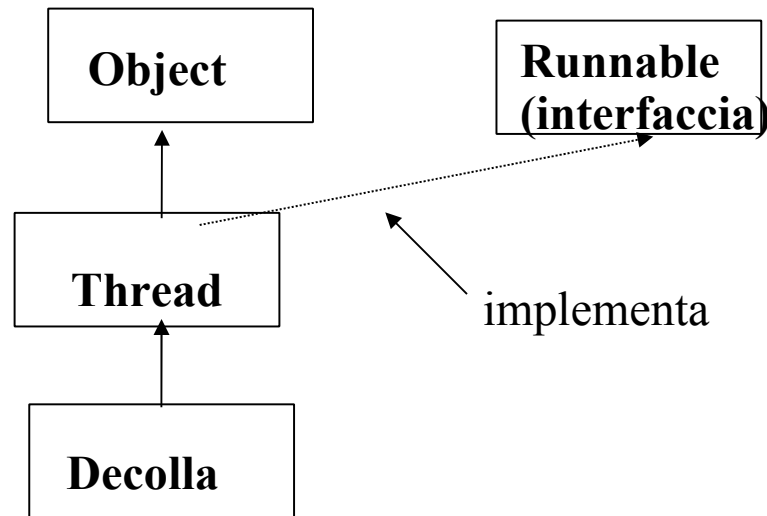 Object
Runnable
(interfaccia)
Thread
implementa
Decolla